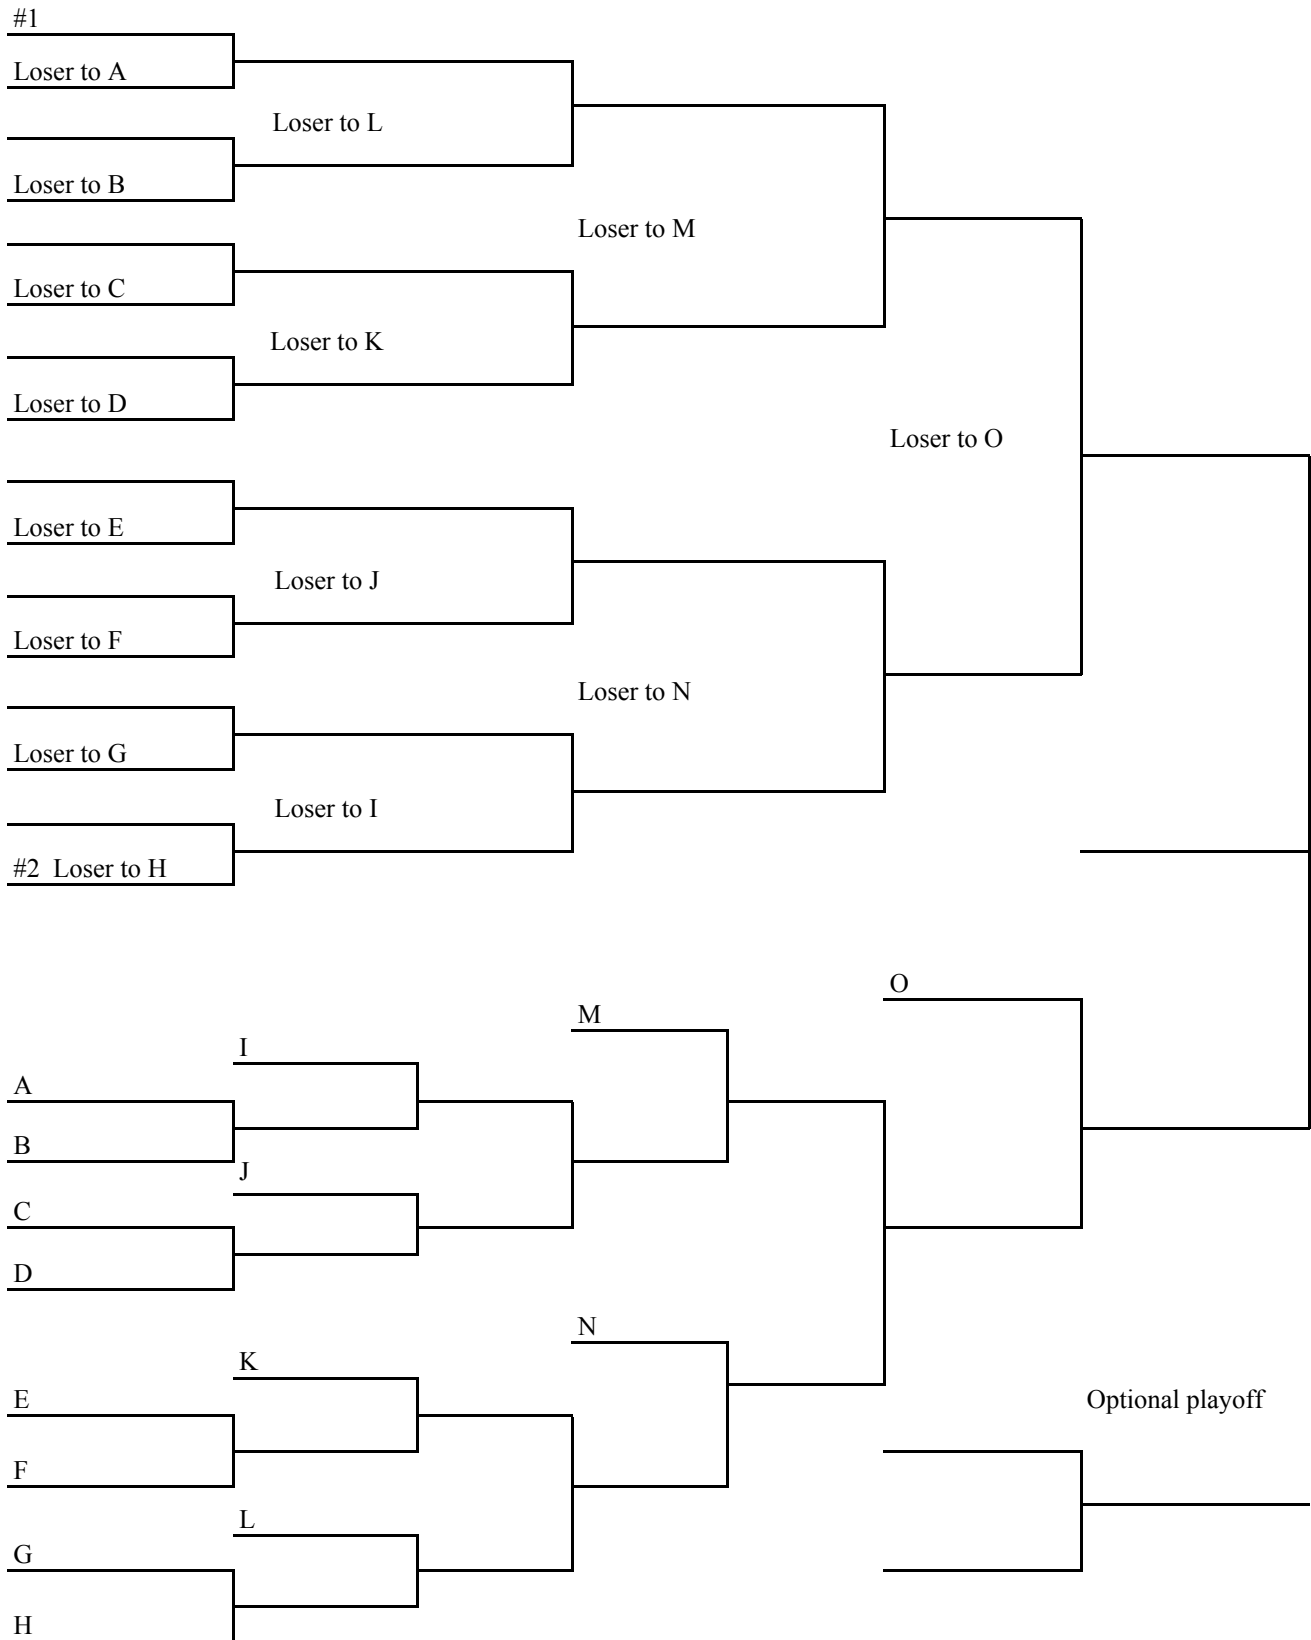 #1
Loser to A
Loser to L
Loser to B
Loser to M
Loser to C
Loser to K
Loser to D
Loser to O
Loser to E
Loser to J
Loser to F
Loser to N
Loser to G
Loser to I
#2 Loser to H
O
M
I
A
B
J
C
D
N
K
E
Optional playoff
F
L
G
H